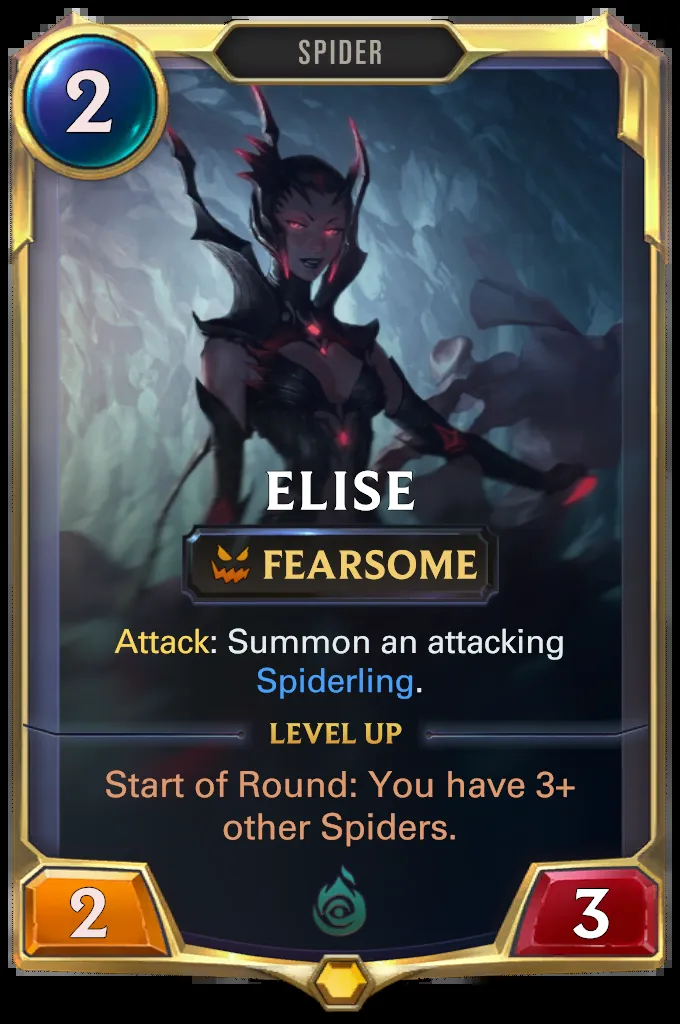 SPIDER
2
ELISE
FEARSOME
Attack: Summon an attacking
Spiderling.
LEVEL UP
Start of Round: You have 3+
other Spiders.
2
3